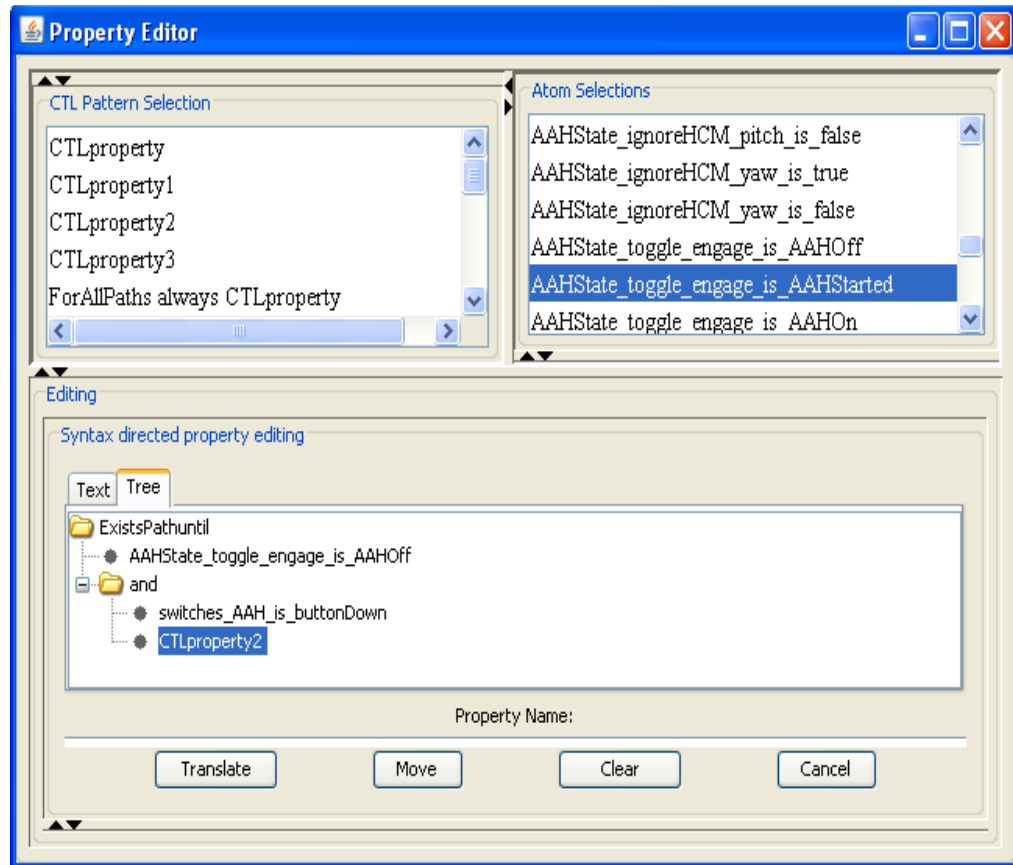 Property Editor
CTL Pattern Selection
CTLproperty
CTLproperty1
CTLproperty2
CTLproperty3
ForAllPaths always CTLproperty
Atom Selections
AAHState_ignoreHCM_pitch_is_false
AAHState_ignoreHCM_yaw_is_true
AAHState_ignoreHCM_yaw_is_false
AAHState_toggle_engage_is_AAHOff
AAHState_toggle_engage_is_AAHStarted
AAHState_toggle_engage_is_AAHOn
Editing
Syntax directed property editing
Text Tree
ExistsPathuntil
AAHState_toggle_engage_is_AAHOff
and
switches_AAH_is_buttonDown
CTLproperty2
Property Name:
Translate Move Clear Cancel